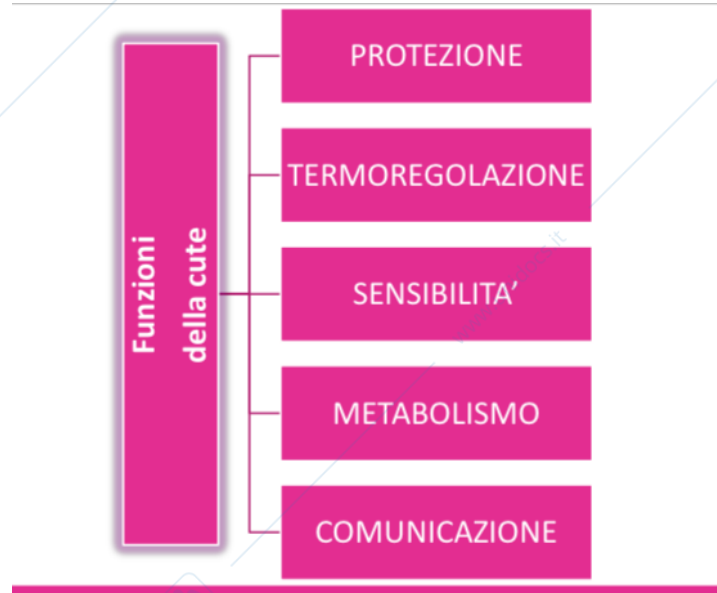 Funzioni
della cute
PROTEZIONE
TERMOREGOLAZIONE
SENSIBILITA’
METABOLISMO
COMUNICAZIONE